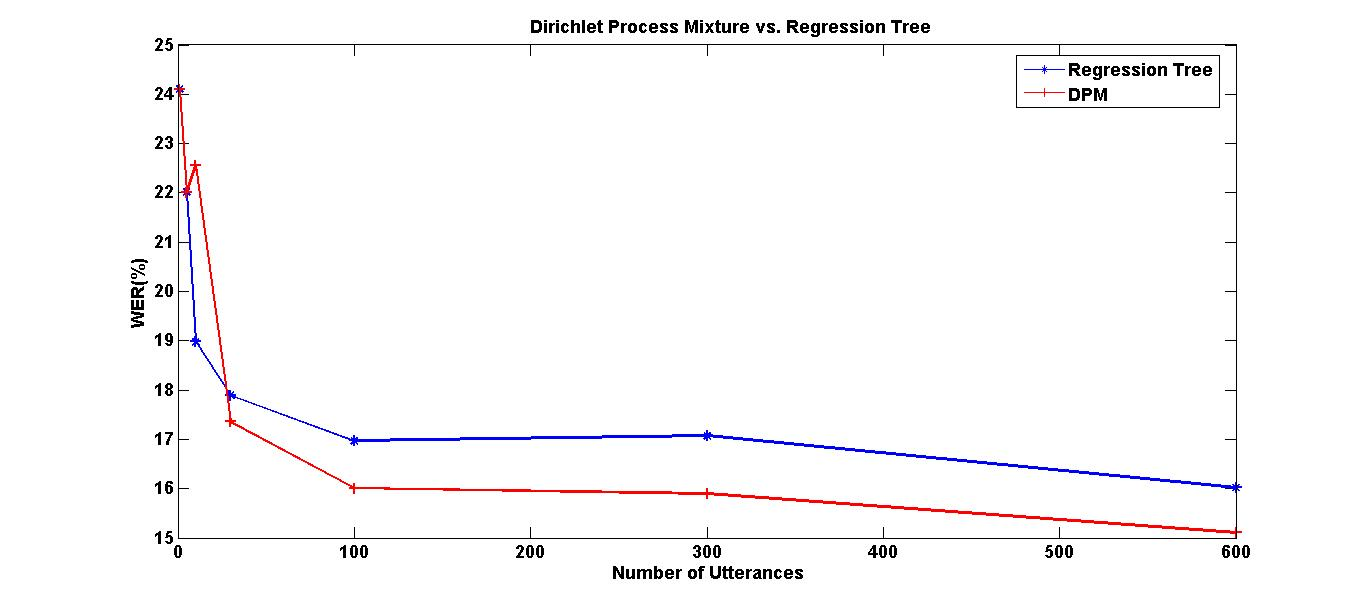 Dirichlet Process Mixture vs. Regression Tree
25
24
23
22
21
20
19
18
17
16
15
WER(%)
Regression Tree
DPM
0 100 200 300 400 500 600
Number of Utterances